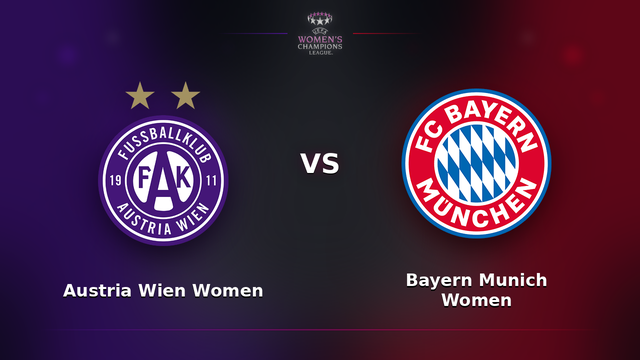 UEFA
WOMEN'S
CHAMPIONS
LEAGUE.
FUSSBALLKLUB
19 FAK 11
AUSTRIA WIEN
VS
FC BAYERN
MÜNCHEN
Austria Wien Women
Bayern Munich
Women